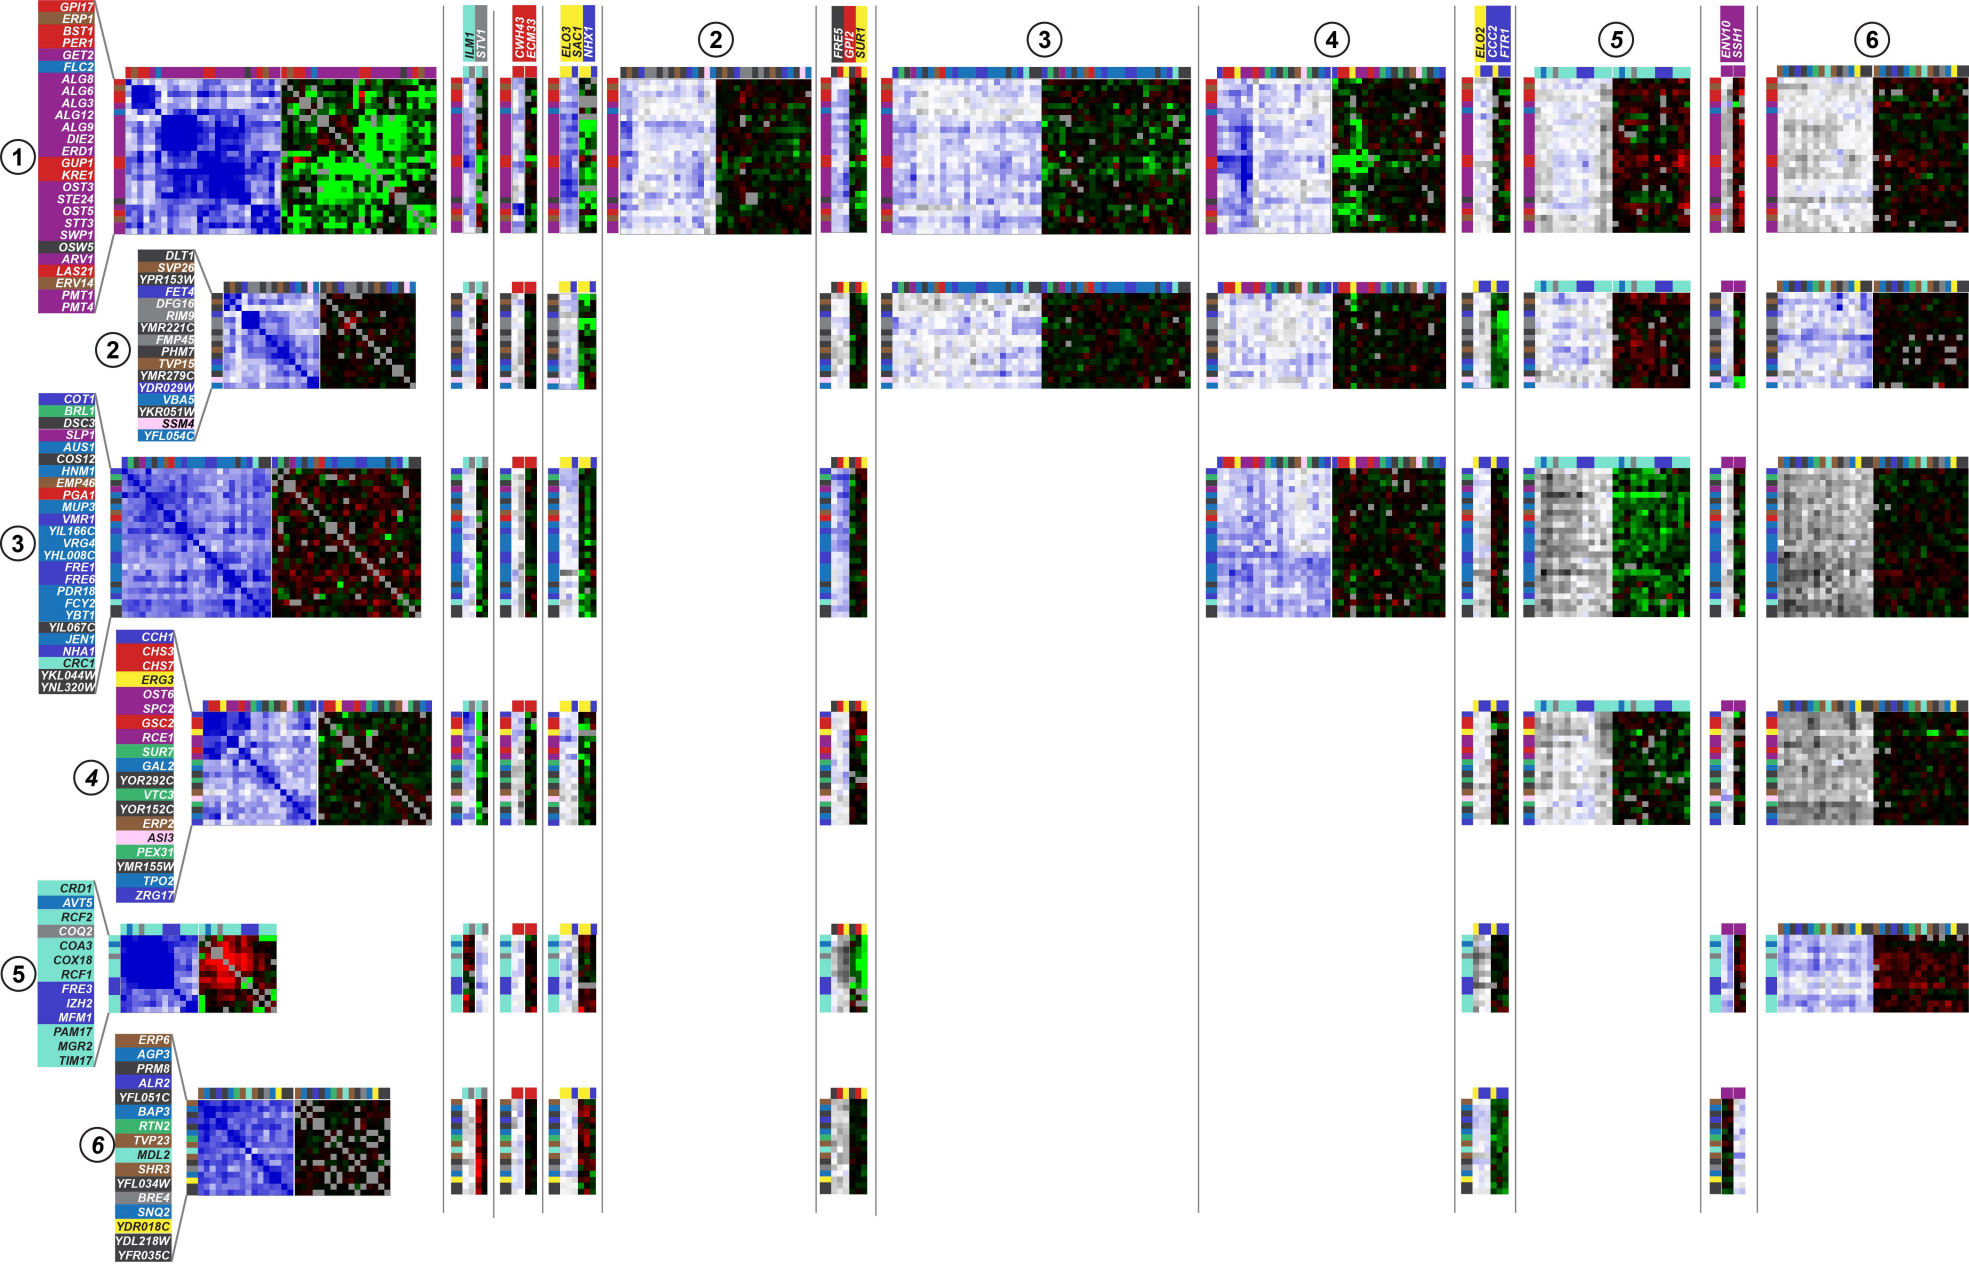 ILM1
STV1
CWH43
ECM33
ELO3
SAC1
NHX1
2
FRE5
GPI2
SUR1
3
4
ELO2
CCC2
FTR1
5
ENV10
SSH1
6
1
GPI17
ERP1
BST1
PER1
GET2
FLC2
ALG8
ALG6
ALG3
ALG12
ALG9
DIE2
ERD1
GUP1
KRE1
OST3
STE24
OST5
STT3
SWP1
OSW5
ARV1
LAS21
ERV14
PMT1
PMT4
2
DLT1
SVP26
YPR153W
FET4
DFG16
RIM9
YMR221C
FMP45
PHM7
TVP15
YMR279C
YDR029W
VBA5
YKR051W
SSM4
YFL054C
3
COT1
BRL1
DSC3
SLP1
AUS1
COS12
HNM1
EMP46
PGA1
MUP3
VMR1
YIL166C
VRG4
YHL008C
FRE1
FRE6
PDR18
FCY2
YBT1
YIL067C
JEN1
NHA1
CRC1
YKL044W
YNL320W
4
CCH1
CHS3
CHS7
ERG3
OST6
SPC2
GSC2
RCE1
SUR7
GAL2
YOR292C
VTC3
YOR152C
ERP2
ASI3
PEX31
YMR155W
TPO2
ZRG17
5
CRD1
AVT5
RCF2
COQ2
COA3
COX18
RCF1
FRE3
IZH2
MFM1
PAM17
MGR2
TIM17
6
ERP6
AGP3
PRM8
ALR2
YFL051C
BAP3
RTN2
TVP23
MDL2
SHR3
YFL034W
BRE4
SNQ2
YDR018C
YDL218W
YFR035C